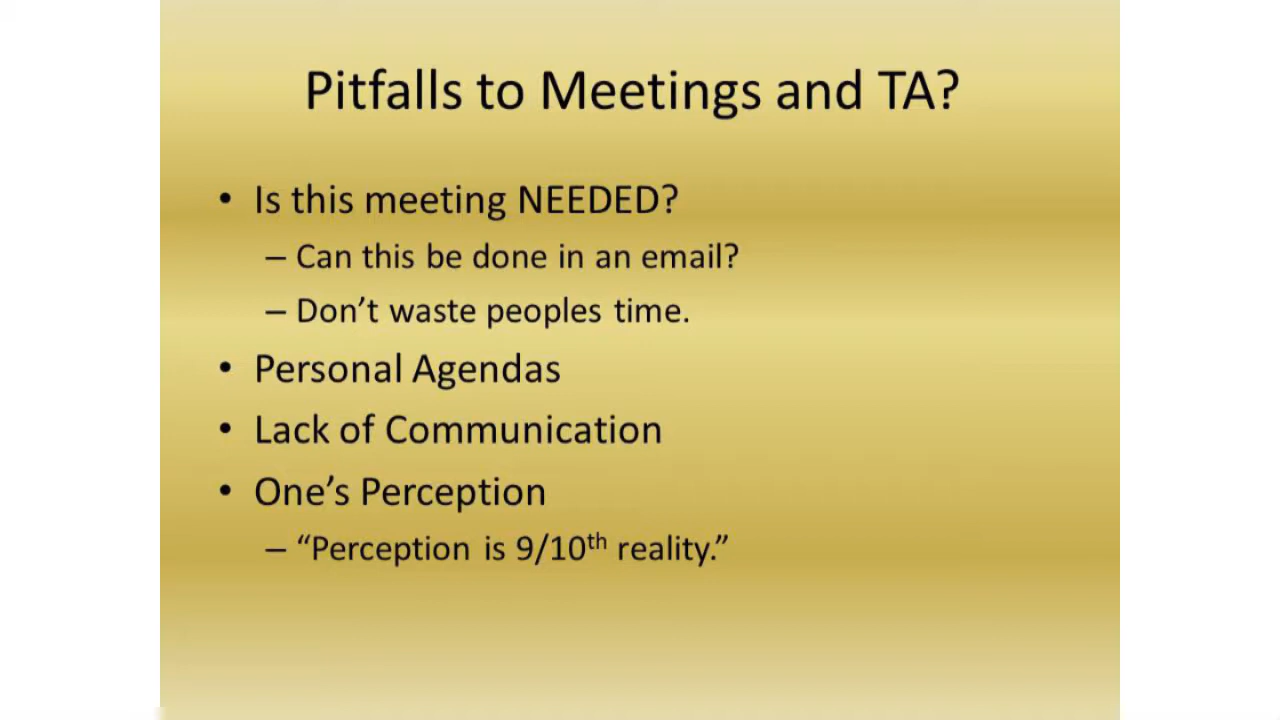 Pitfalls to Meetings and TA?
• Is this meeting NEEDED?
– Can this be done in an email?
– Don’t waste peoples time.
• Personal Agendas
• Lack of Communication
• One’s Perception
– “Perception is 9/10th reality.”